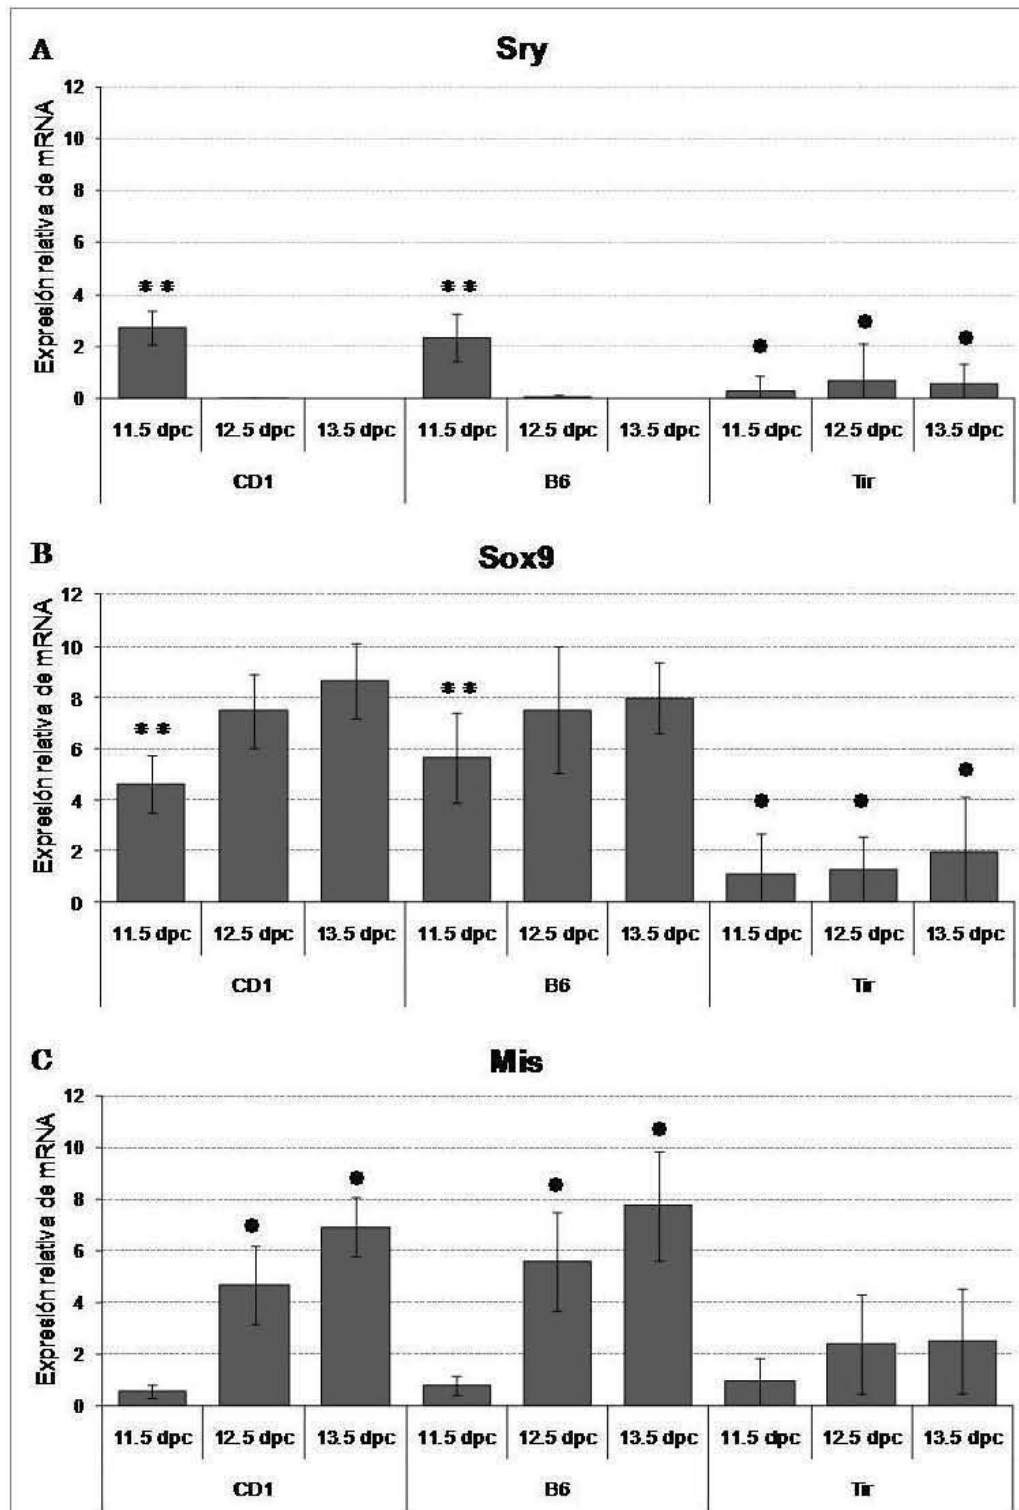 A
Sry
Expresión relativa de mRNA
12
10
8
6
4
2
0
** ** * * *
11.5 dpc 12.5 dpc 13.5 dpc 11.5 dpc 12.5 dpc 13.5 dpc 11.5 dpc 12.5 dpc 13.5 dpc
CD1 B6 Tir
B
Sox9
Expresión relativa de mRNA
12
10
8
6
4
2
0
** ** * * *
11.5 dpc 12.5 dpc 13.5 dpc 11.5 dpc 12.5 dpc 13.5 dpc 11.5 dpc 12.5 dpc 13.5 dpc
CD1 B6 Tir
C
Mis
Expresión relativa de mRNA
12
10
8
6
4
2
0
* * * *
11.5 dpc 12.5 dpc 13.5 dpc 11.5 dpc 12.5 dpc 13.5 dpc 11.5 dpc 12.5 dpc 13.5 dpc
CD1 B6 Tir